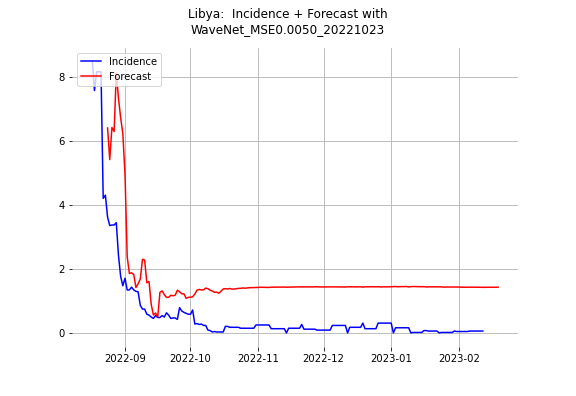 Libya:  Incidence + Forecast with
WaveNet_MSE0.0050_20221023
Incidence
Forecast
8
6
4
2
0
2022-09
2022-10
2022-11
2022-12
2023-01
2023-02